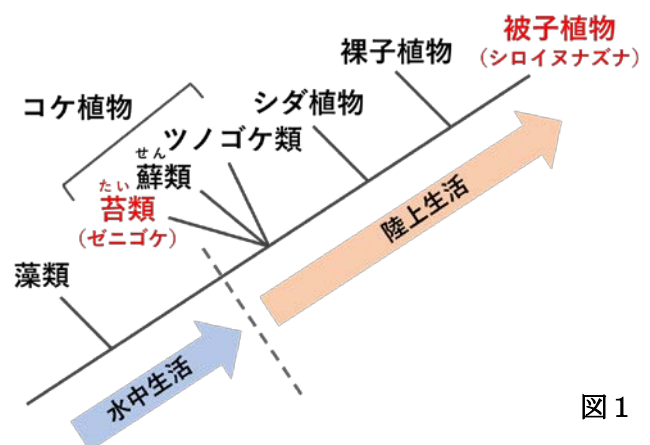 被子植物
(シロイヌナズナ)
裸子植物
シダ植物
コケ植物
ツノゴケ類
せん
蘚類
たい
苔類
(ゼニゴケ)
藻類
陸上生活
水中生活
図1